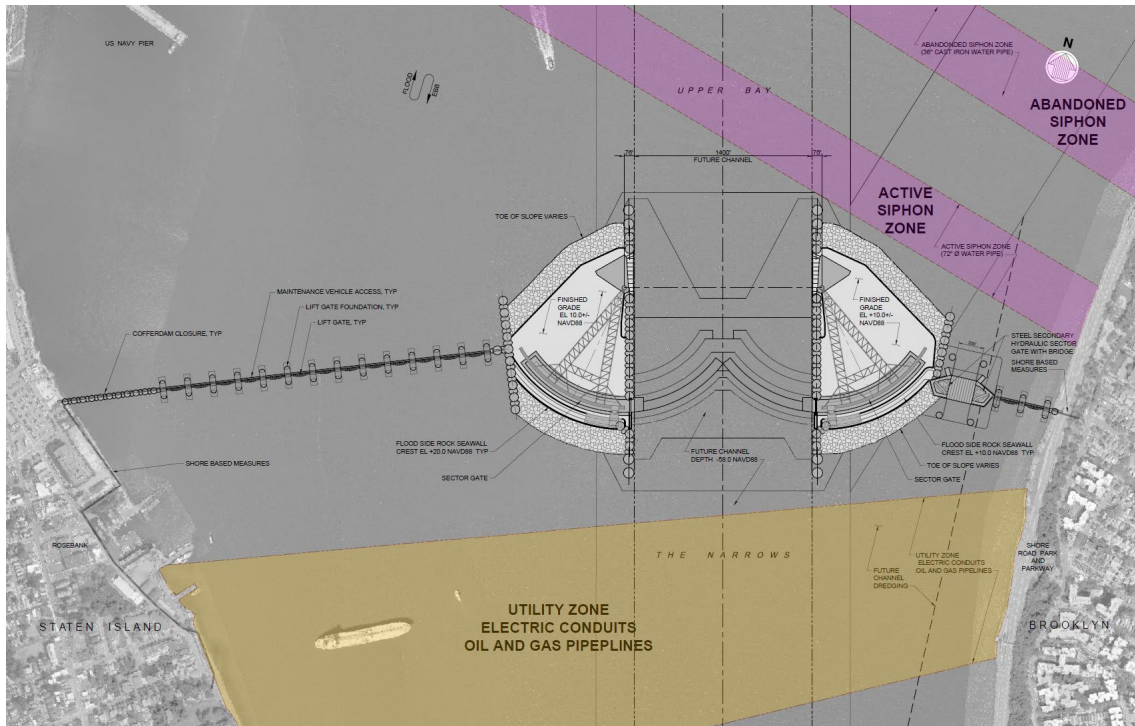 US NAVY PIER
FLOOD
EBB
UPPER BAY
ABANDONED SIPHON ZONE
(36" CAST IRON WATER PIPE)
N
ABANDONED
SIPHON
ZONE
76'
1400'
FUTURE CHANNEL
76'
ACTIVE
SIPHON
ZONE
ACTIVE SIPHON ZONE
(72" Ø WATER PIPE)
TOE OF SLOPE VARIES
MAINTENANCE VEHICLE ACCESS, TYP
LIFT GATE FOUNDATION, TYP
LIFT GATE, TYP
COFFERDAM CLOSURE, TYP
FINISHED
GRADE
EL 10.0+/-
NAVD88
FINISHED
GRADE
EL +10.0+/-
NAVD88
STEEL SECONDARY
HYDRAULIC SECTOR
GATE WITH BRIDGE
SHORE BASED
MEASURES
FLOOD SIDE ROCK SEAWALL
CREST EL +20.0 NAVD88 TYP
SECTOR GATE
FUTURE CHANNEL
DEPTH -58.0 NAVD88
FLOOD SIDE ROCK SEAWALL
CREST EL +10.0 NAVD88 TYP
TOE OF SLOPE VARIES
SECTOR GATE
SHORE BASED MEASURES
ROSEBANK
THE NARROWS
UTILITY ZONE
ELECTRIC CONDUITS
OIL AND GAS PIPELINES
FUTURE
CHANNEL
DREDGING
SHORE
ROAD PARK
AND
PARKWAY
UTILITY ZONE
ELECTRIC CONDUITS
OIL AND GAS PIPEPLINES
STATEN ISLAND
BROOKLYN